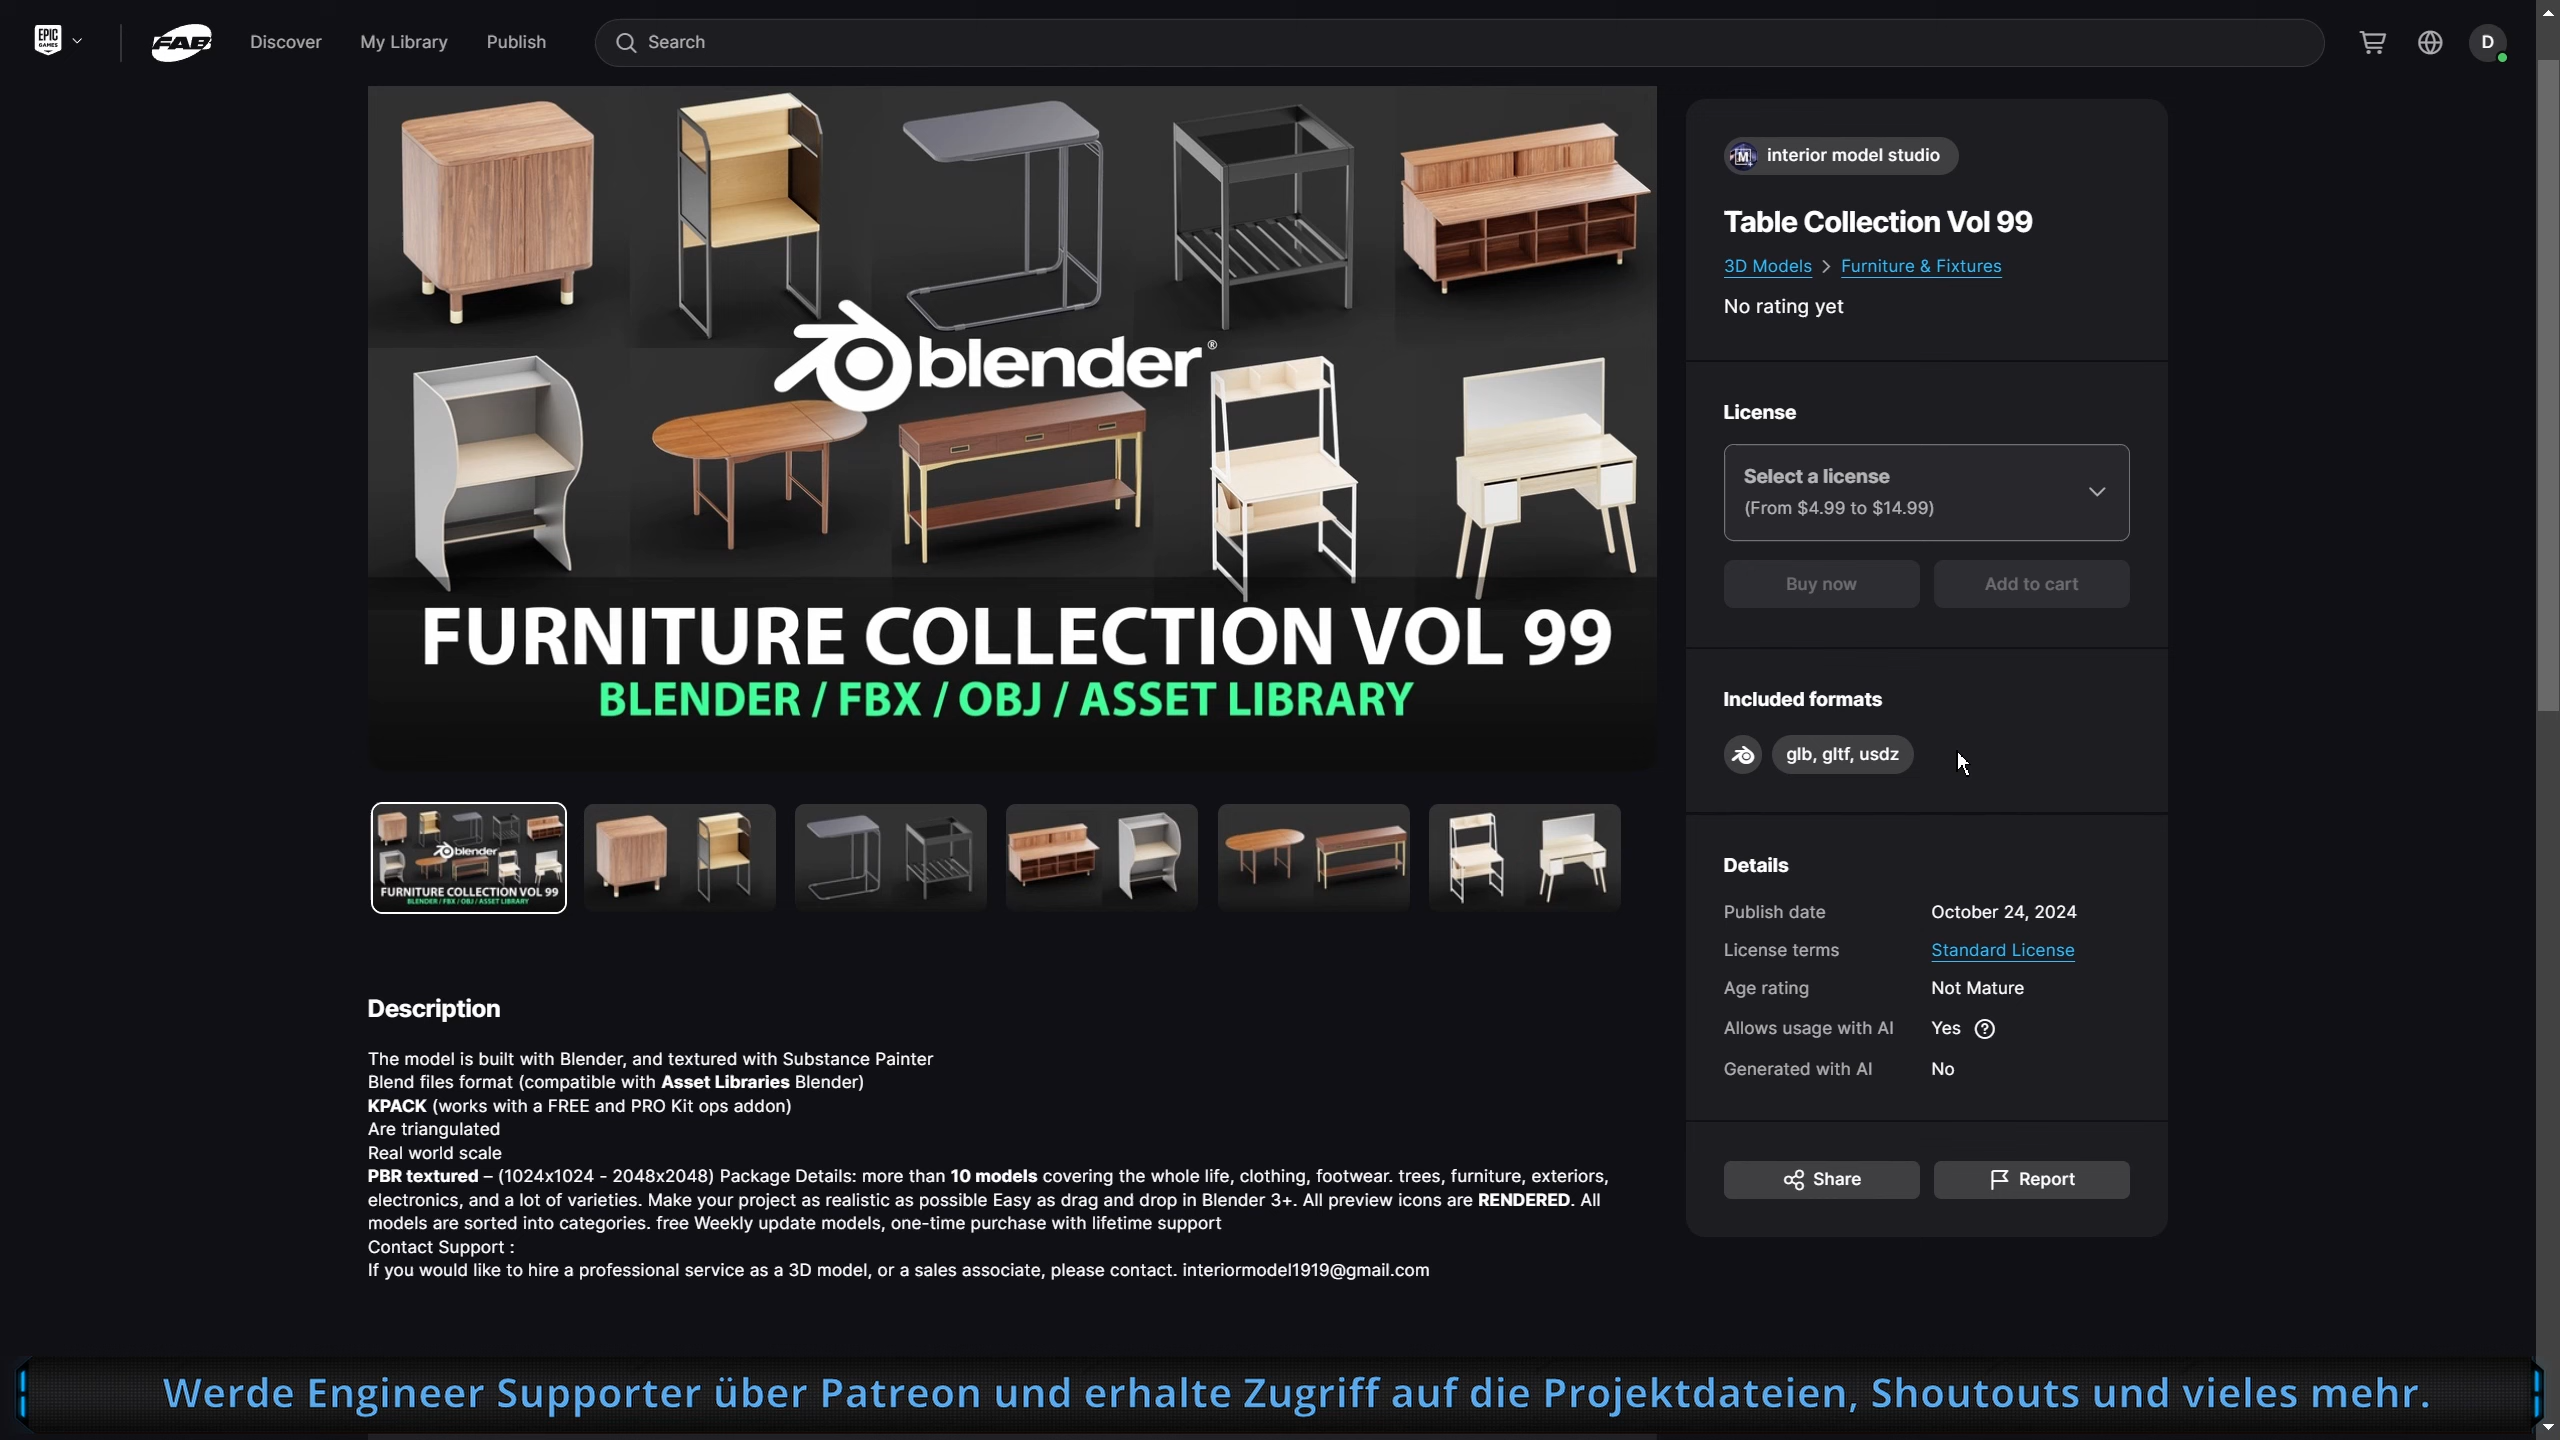 EPIC GAMES
FAB
Discover
My Library
Publish
Search
D
blender®
FURNITURE COLLECTION VOL 99
BLENDER / FBX / OBJ / ASSET LIBRARY
blender
FURNITURE COLLECTION VOL 99
BLENDER / FBX / OBJ / ASSET LIBRARY
Description
The model is built with Blender, and textured with Substance Painter
Blend files format (compatible with Asset Libraries Blender)
KPACK (works with a FREE and PRO Kit ops addon)
Are triangulated
Real world scale
PBR textured – (1024x1024 - 2048x2048) Package Details: more than 10 models covering the whole life, clothing, footwear. trees, furniture, exteriors,
electronics, and a lot of varieties. Make your project as realistic as possible Easy as drag and drop in Blender 3+. All preview icons are RENDERED. All
models are sorted into categories. free Weekly update models, one-time purchase with lifetime support
Contact Support :
If you would like to hire a professional service as a 3D model, or a sales associate, please contact. interiormodel1919@gmail.com
M
interior model studio
Table Collection Vol 99
3D Models > Furniture & Fixtures
No rating yet
License
Select a license
(From $4.99 to $14.99)
Buy now
Add to cart
Included formats
glb, gltf, usdz
Details
Publish date October 24, 2024
License terms Standard License
Age rating Not Mature
Allows usage with AI Yes ?
Generated with AI No
Share
Report
Werde Engineer Supporter über Patreon und erhalte Zugriff auf die Projektdateien, Shoutouts und vieles mehr.